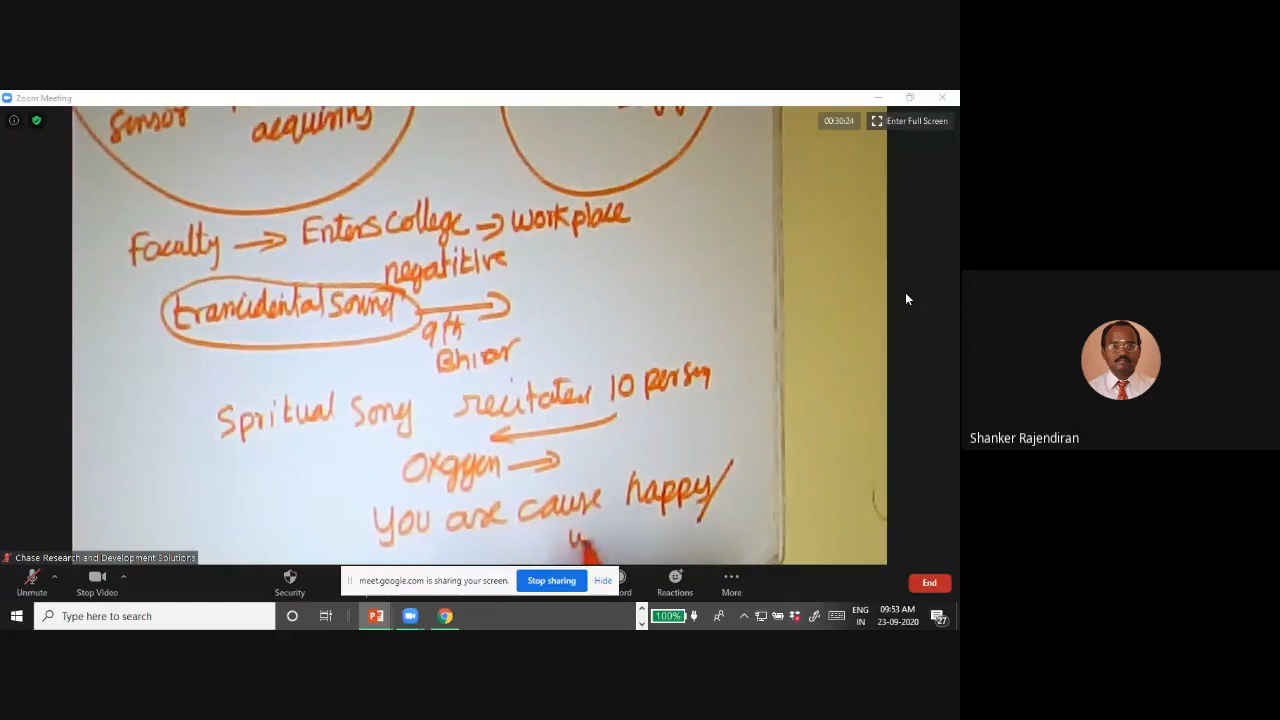 Zoom Meeting
sensor acquiring
00:30:24
Enter Full Screen
Faculty → Enters College → workplace
negatitive
trancidental Sound →
9th
Bhiar
Spritual Song recitates 10 person
Oxygen →
You are cause happy/
Shanker Rajendiran
Chase Research and Development Solutions
Unmute
Stop Video
Security
meet.google.com is sharing your screen.
Stop sharing
Hide
Reactions
More
End
Type here to search
100%
ENG
IN
09:53 AM
23-09-2020
27